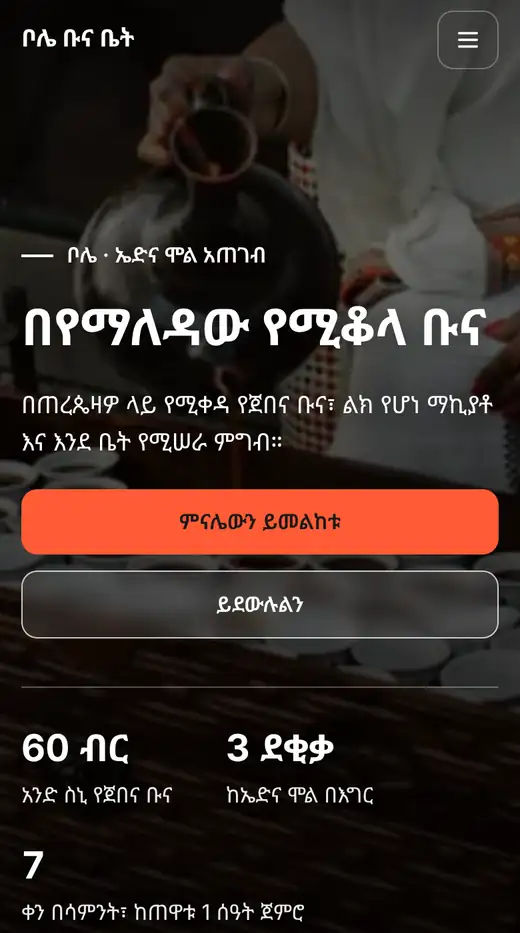 ቦሌ ቡና ቤት
ቦሌ · ኤድና ሞል አጠገብ
በየማለዳው የሚቆላ ቡና
በጠረጴዛዎ ላይ የሚቀዳ የጀበና ቡና፣ ልክ የሆነ ማኪያቶ
እና እንደ ቤት የሚሠራ ምግብ።
ምናሌውን ይመልከቱ
ይደውሉልን
60 ብር
አንድ ስኒ የጀበና ቡና
3 ደቂቃ
ከኤድና ሞል በእግር
7
ቀን በሳምንት፣ ከጠዋቱ 1 ሰዓት ጀምሮ